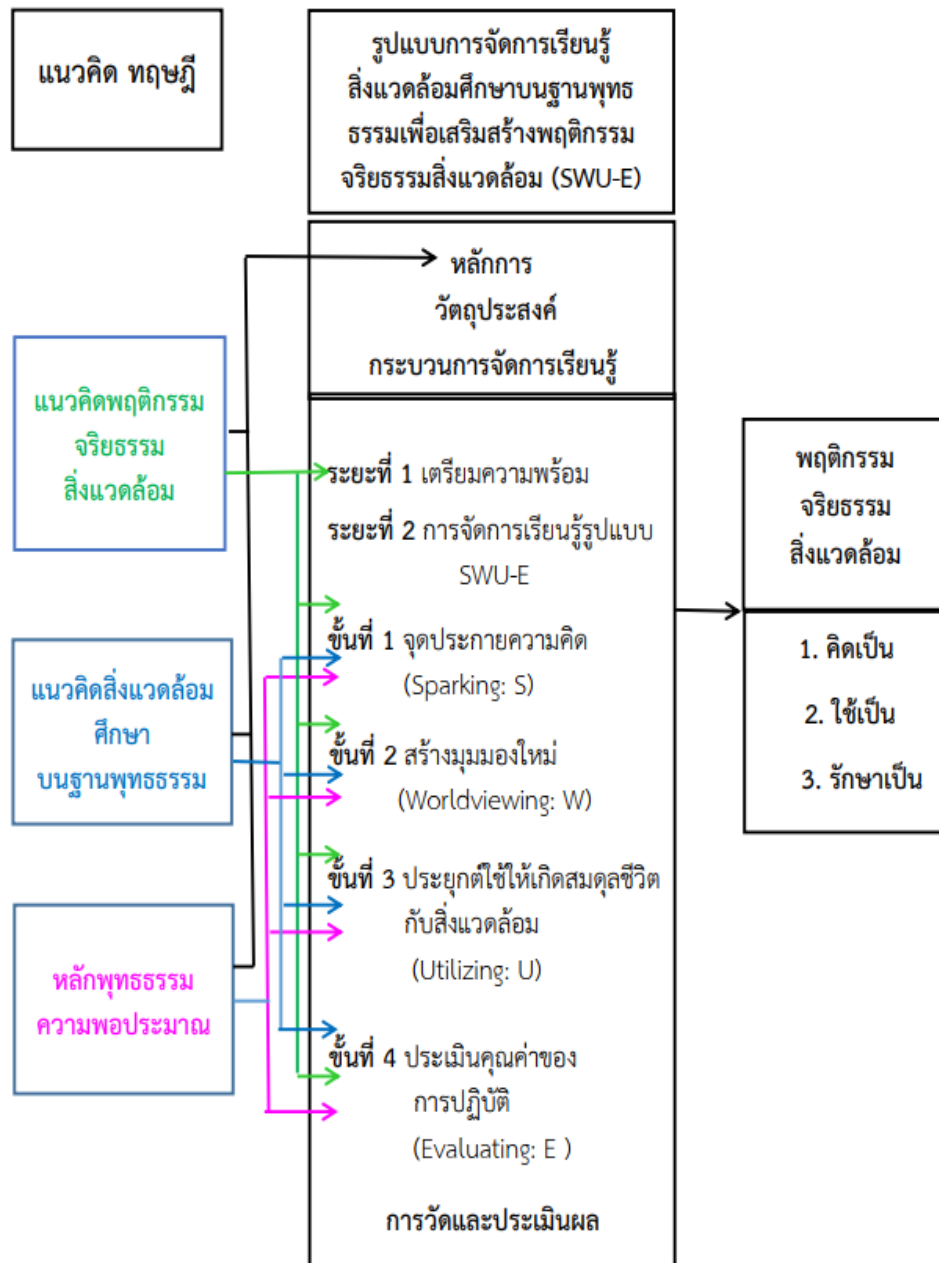 แนวคิด ทฤษฎี
รูปแบบการจัดการเรียนรู้
สิ่งแวดล้อมศึกษาบนฐานพุทธ
ธรรมเพื่อเสริมสร้างพฤติกรรม
จริยธรรมสิ่งแวดล้อม (SWU-E)
หลักการ
วัตถุประสงค์
กระบวนการจัดการเรียนรู้
แนวคิดพฤติกรรม
จริยธรรม
สิ่งแวดล้อม
แนวคิดสิ่งแวดล้อม
ศึกษา
บนฐานพุทธธรรม
หลักพุทธธรรม
ความพอประมาณ
ระยะที่ 1 เตรียมความพร้อม
ระยะที่ 2 การจัดการเรียนรู้รูปแบบ
SWU-E
ขั้นที่ 1 จุดประกายความคิด
(Sparking: S)
ขั้นที่ 2 สร้างมุมมองใหม่
(Worldviewing: W)
ขั้นที่ 3 ประยุกต์ใช้ให้เกิดสมดุลชีวิต
กับสิ่งแวดล้อม
(Utilizing: U)
ขั้นที่ 4 ประเมินคุณค่าของ
การปฏิบัติ
(Evaluating: E )
การวัดและประเมินผล
พฤติกรรม
จริยธรรม
สิ่งแวดล้อม
1. คิดเป็น
2. ใช้เป็น
3. รักษาเป็น